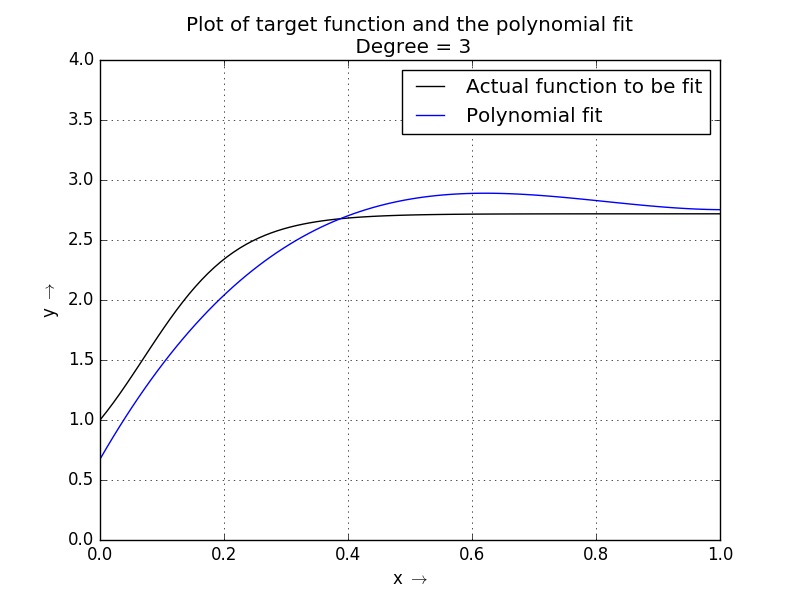 Plot of target function and the polynomial fit
Degree = 3
Actual function to be fit
Polynomial fit
4.0
3.5
3.0
2.5
2.0
1.5
1.0
0.5
0.0
y →
0.0 0.2 0.4 0.6 0.8 1.0
x →